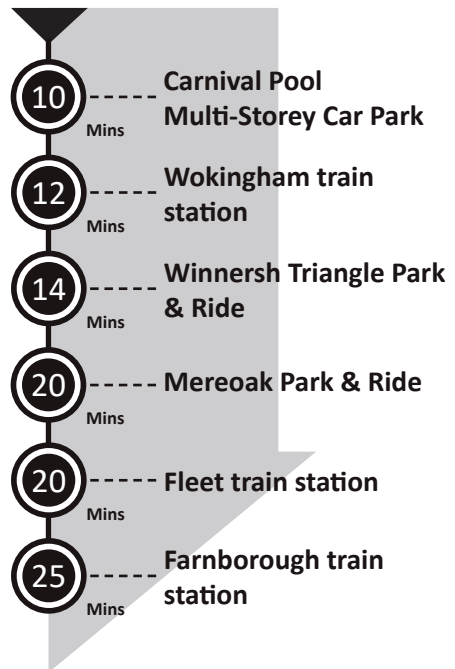 10
Mins
Carnival Pool
Multi-Storey Car Park
12
Mins
Wokingham train
station
14
Mins
Winnersh Triangle Park
& Ride
20
Mins
Mereoak Park & Ride
20
Mins
Fleet train station
25
Mins
Farnborough train
station